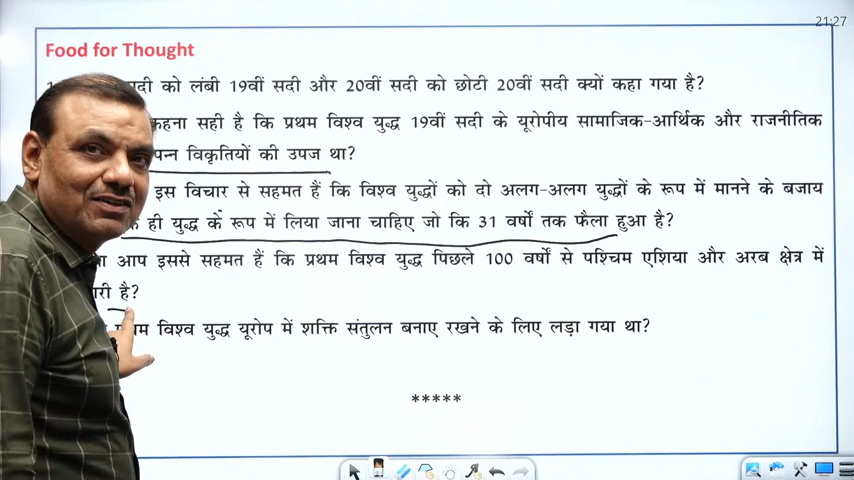 21:27
Food for Thought
सदी को लंबी 19वीं सदी और 20वीं सदी को छोटी 20वीं सदी क्यों कहा गया है?
कहना सही है कि प्रथम विश्व युद्ध 19वीं सदी के यूरोपीय सामाजिक-आर्थिक और राजनीतिक
विकृतियों की उपज था?
इस विचार से सहमत हैं कि विश्व युद्धों को दो अलग-अलग युद्धों के रूप में मानने के बजाय
ही युद्ध के रूप में लिया जाना चाहिए जो कि 31 वर्षों तक फैला हुआ है?
आप इससे सहमत हैं कि प्रथम विश्व युद्ध पिछले 100 वर्षों से पश्चिम एशिया और अरब क्षेत्र में
है?
विश्व युद्ध यूरोप में शक्ति संतुलन बनाए रखने के लिए लड़ा गया था?
*****